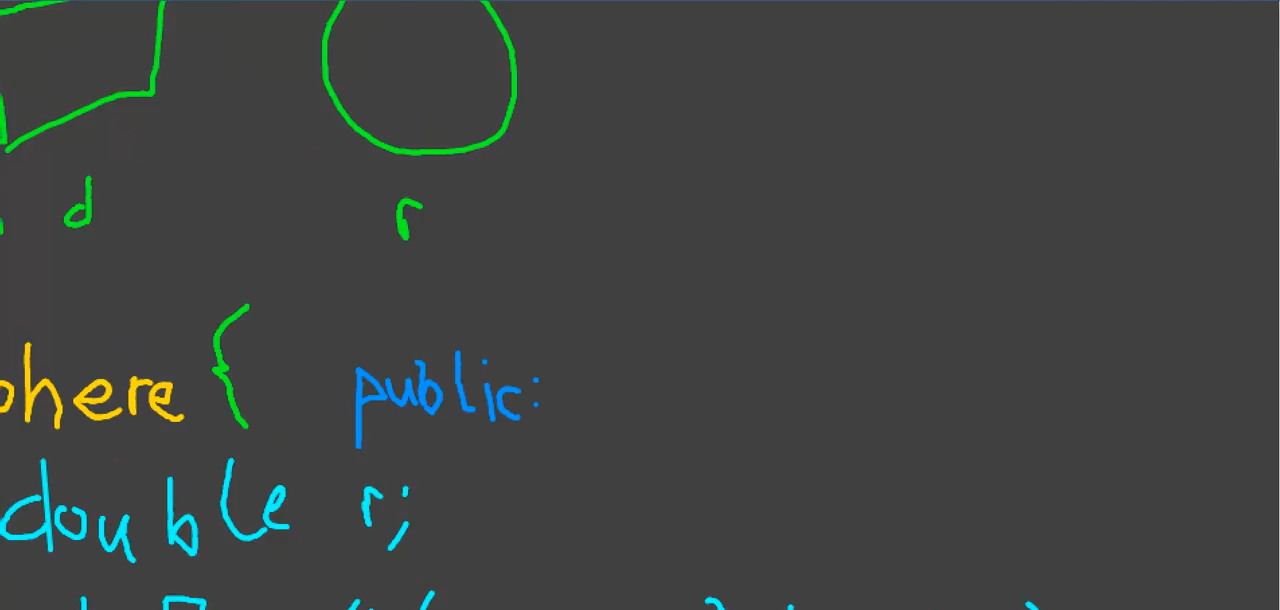 d r
phere { public:
double r;